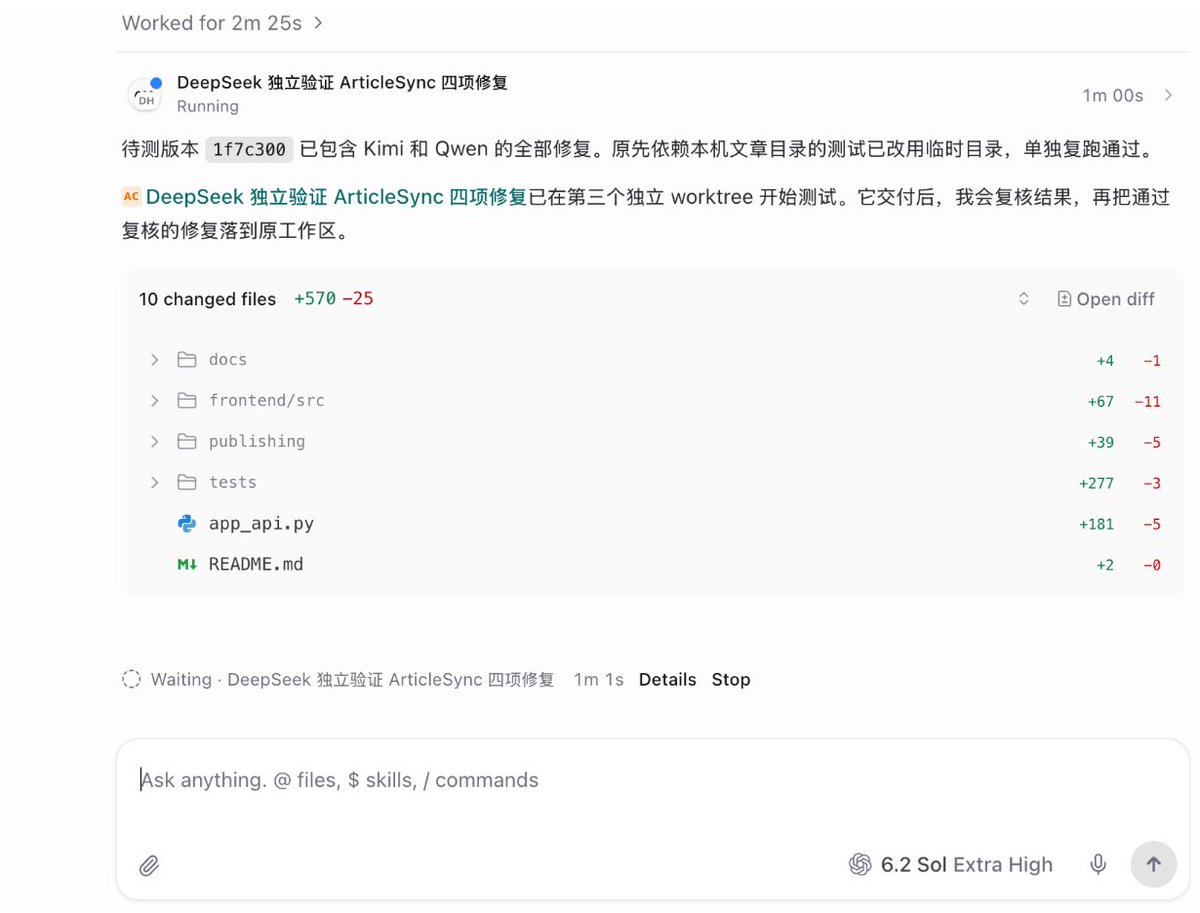 Worked for 2m 25s
DeepSeek 独立验证 ArticleSync 四项修复
DH
Running
1m 00s
待测版本 1f7c300 已包含 Kimi 和 Qwen 的全部修复。原先依赖本机文章目录的测试已改用临时目录，单独复跑通过。
AC DeepSeek 独立验证 ArticleSync 四项修复已在第三个独立 worktree 开始测试。它交付后，我会复核结果，再把通过
复核的修复落到原工作区。
10 changed files +570 −25 Open diff
docs +4 −1
frontend/src +67 −11
publishing +39 −5
tests +277 −3
app_api.py +181 −5
M↓ README.md +2 −0
Waiting · DeepSeek 独立验证 ArticleSync 四项修复 1m 1s Details Stop
Ask anything. @ files, $ skills, / commands
6.2 Sol Extra High